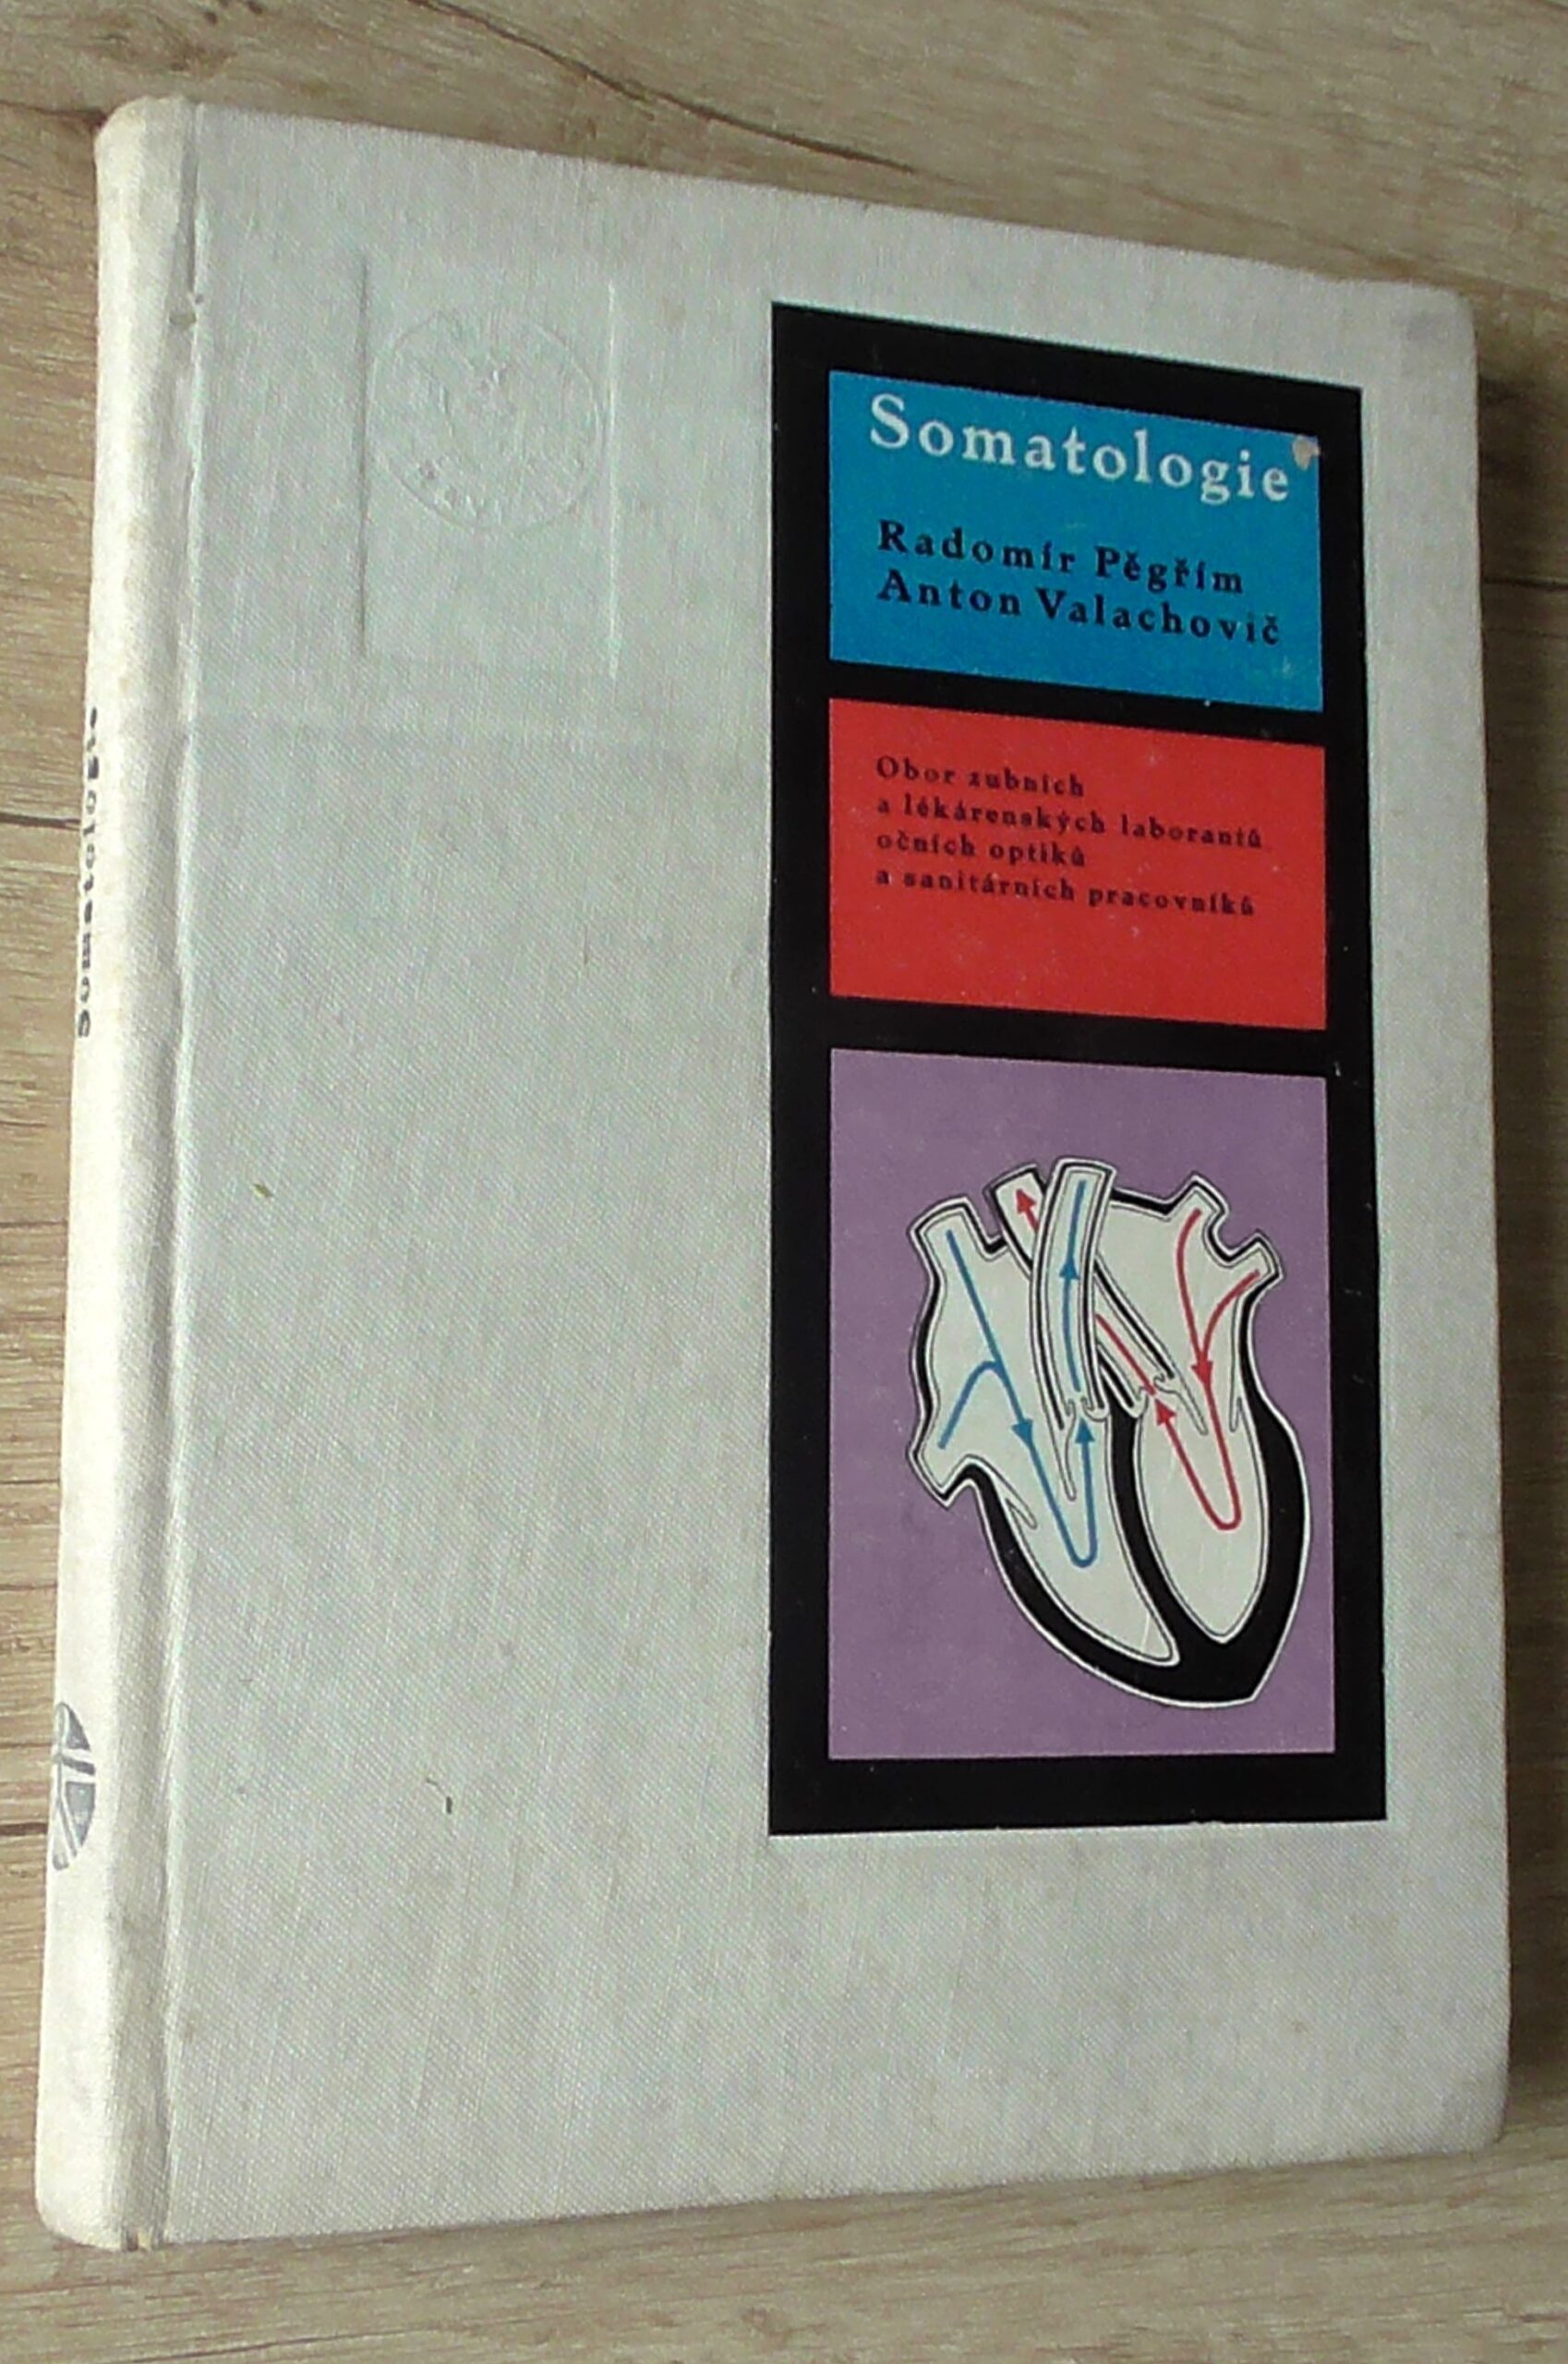 Somatologie
Radomír Pěgřím
Anton Valachovič
Obor zubních
a lékárenských laborantů
očních optiků
a sanitárních pracovníků
Somatologie